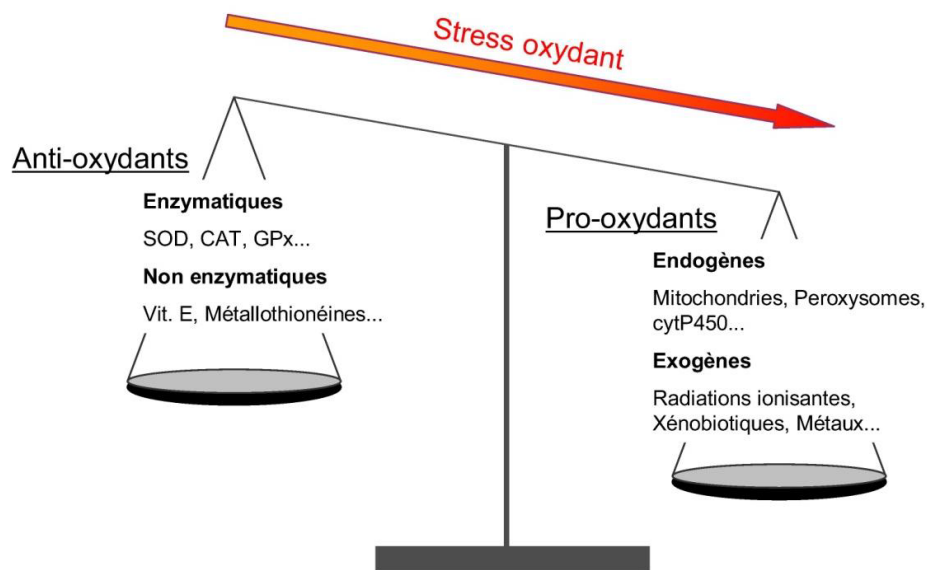 Stress oxydant
Anti-oxydants
Enzymatiques
SOD, CAT, GPx...
Non enzymatiques
Vit. E, Métallothionéines...
Pro-oxydants
Endogènes
Mitochondries, Peroxysomes,
cytP450...
Exogènes
Radiations ionisantes,
Xénobiotiques, Métaux...